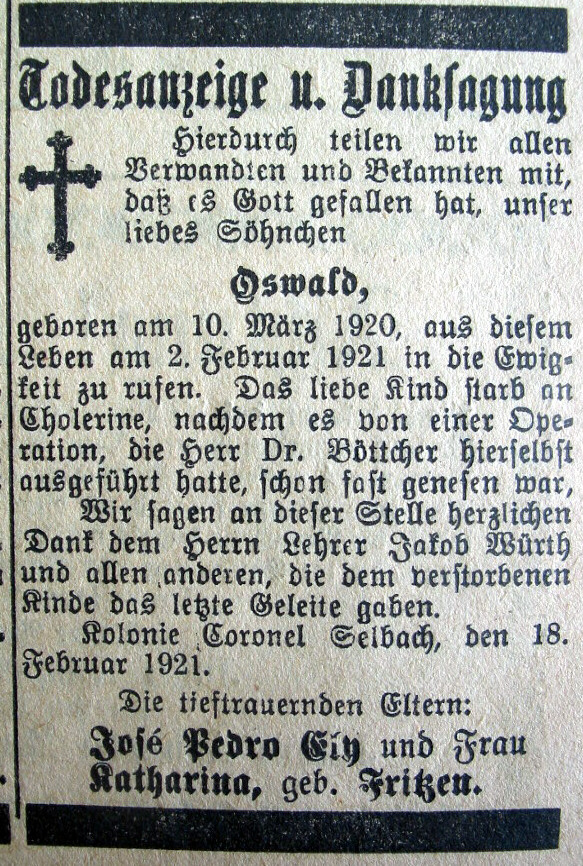 Todesanzeige u. Danksagung
Hierdurch teilen wir allen
Verwandten und Bekannten mit,
daß es Gott gefallen hat, unser
liebes Söhnchen
Oswald,
geboren am 10. März 1920, aus diesem
Leben am 2. Februar 1921 in die Ewig-
keit zu rufen. Das liebe Kind starb an
Cholerine, nachdem es von einer Ope-
ration, die Herr Dr. Böttcher hierselbst
ausgeführt hatte, schon fast genesen war,
Wir sagen an dieser Stelle herzlichen
Dank dem Herrn Lehrer Jakob Würth
und allen anderen, die dem verstorbenen
Kinde das letzte Geleite gaben.
Kolonie Coronel Selbach, den 18.
Februar 1921.
Die tieftrauernden Eltern:
José Pedro Ely und Frau
Katharina, geb. Fritzen.